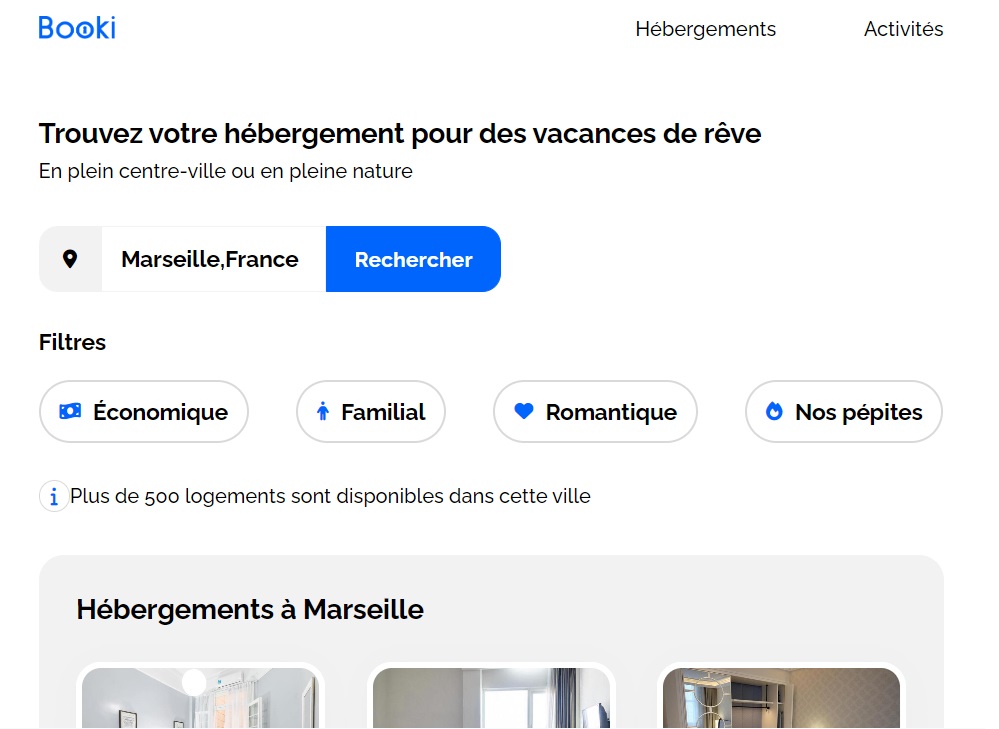 Booki
Hébergements
Activités
Trouvez votre hébergement pour des vacances de rêve
En plein centre-ville ou en pleine nature
Marseille,France
Rechercher
Filtres
Économique
Familial
Romantique
Nos pépites
Plus de 500 logements sont disponibles dans cette ville
Hébergements à Marseille